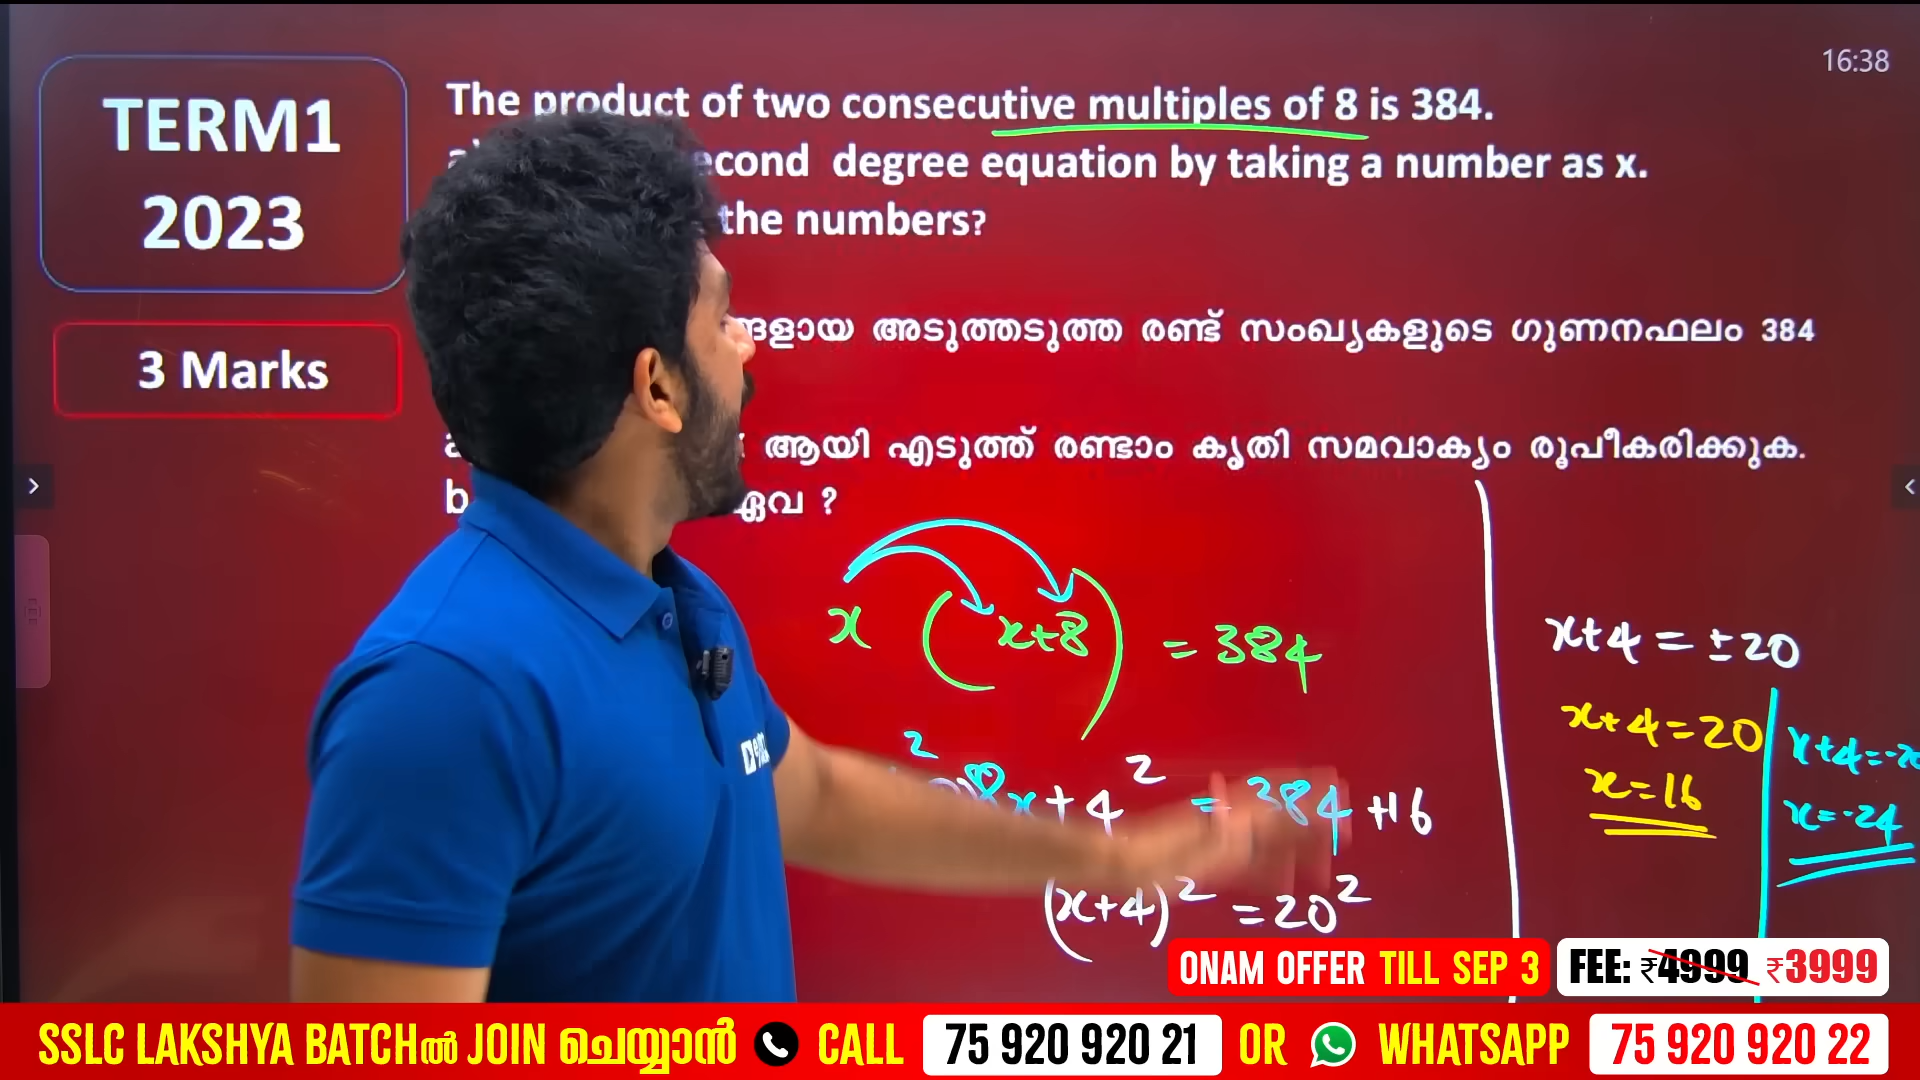 16:38
TERM1
2023
3 Marks
The product of two consecutive multiples of 8 is 384.
degree equation by taking a number as x.
the numbers?
അടുത്തടുത്ത രണ്ട് സംഖ്യകളുടെ ഗുണനഫലം 384
ആയി എടുത്ത് രണ്ടാം കൃതി സമവാക്യം രൂപീകരിക്കുക.
b ഏവ ?
x (x+8) = 384
8x + 4² = 384 +16
(x+4)² = 20²
x+4 = ±20
x+4=20
x=16
x+4=-20
x=-24
ONAM OFFER TILL SEP 3
FEE: ₹4999 ₹3999
SSLC LAKSHYA BATCHൽ JOIN ചെയ്യാൻ CALL 75 920 920 21 OR WHATSAPP 75 920 920 22